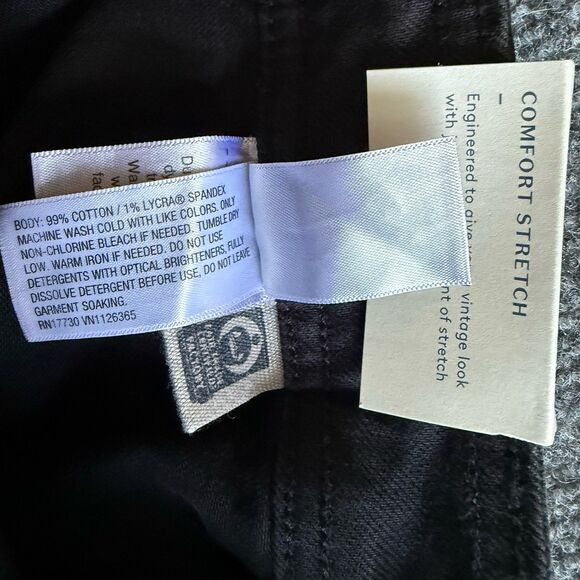 BODY: 99% COTTON / 1% LYCRA® SPANDEX
MACHINE WASH COLD WITH LIKE COLORS. ONLY
NON-CHLORINE BLEACH IF NEEDED. TUMBLE DRY
LOW. WARM IRON IF NEEDED. DO NOT USE
DETERGENTS WITH OPTICAL BRIGHTENERS, FULLY
DISSOLVE DETERGENT BEFORE USE, DO NOT LEAVE
GARMENT SOAKING.
RN17730 VN1126365
COMFORT STRETCH
–
Engineered to give
vintage look
with
of stretch